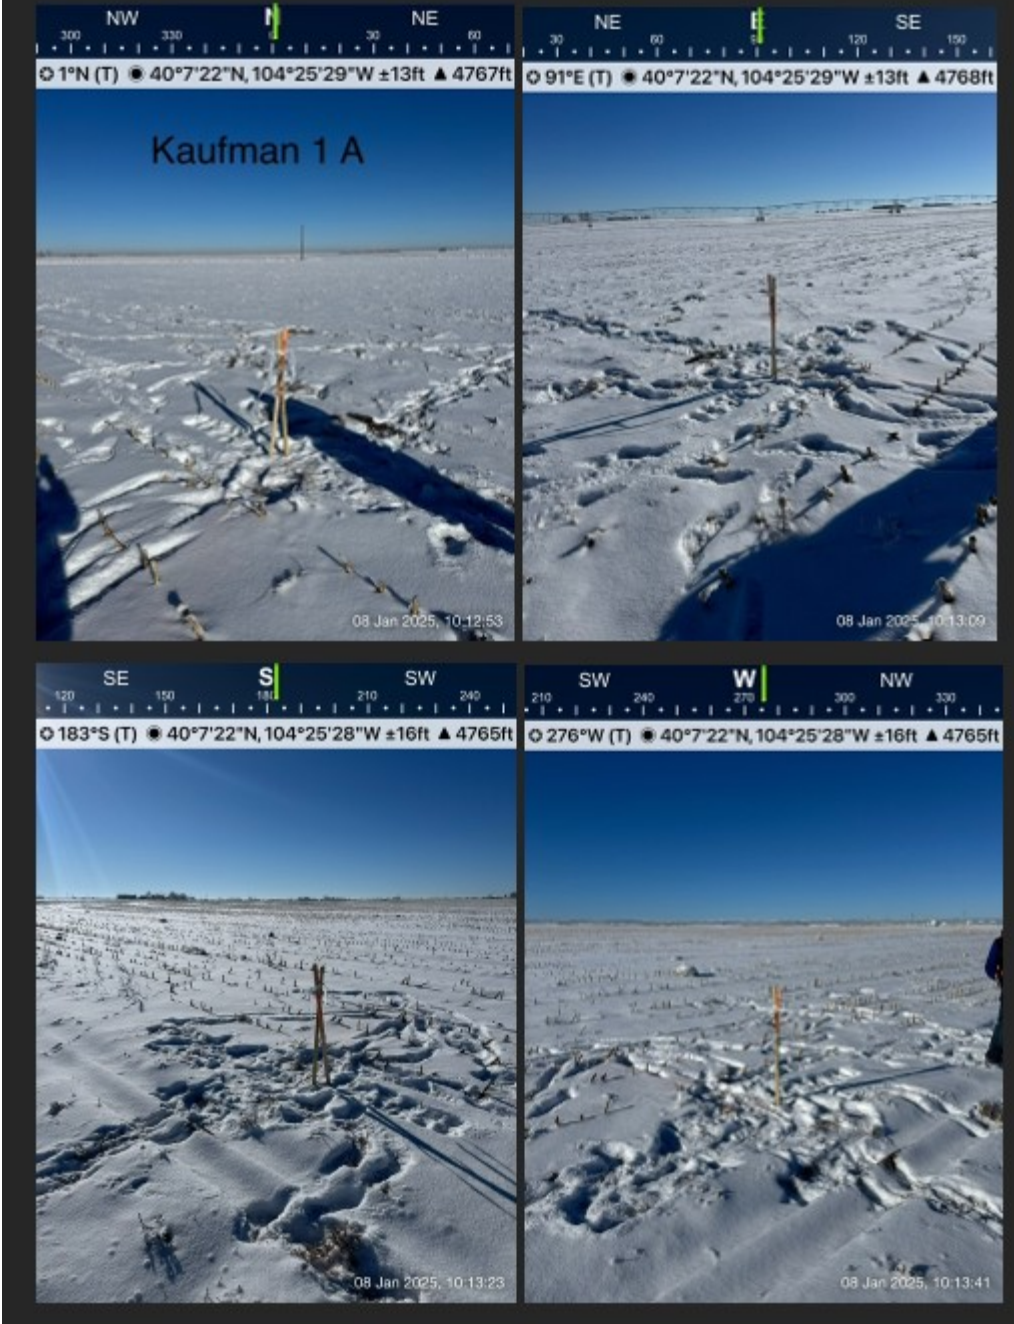 NW N NE
300 330 0 30 60
1°N (T) 40°7'22"N, 104°25'29"W ±13ft ▲ 4767ft
Kaufman 1 A
08 Jan 2025, 10:12:53
NE E SE
30 60 90 120 150
91°E (T) 40°7'22"N, 104°25'29"W ±13ft ▲ 4768ft
08 Jan 2025, 10:13:09
SE S SW
120 150 180 210 240
183°S (T) 40°7'22"N, 104°25'28"W ±16ft ▲ 4765ft
08 Jan 2025, 10:13:23
SW W NW
210 240 270 300 330
276°W (T) 40°7'22"N, 104°25'28"W ±16ft ▲ 4765ft
08 Jan 2025, 10:13:41